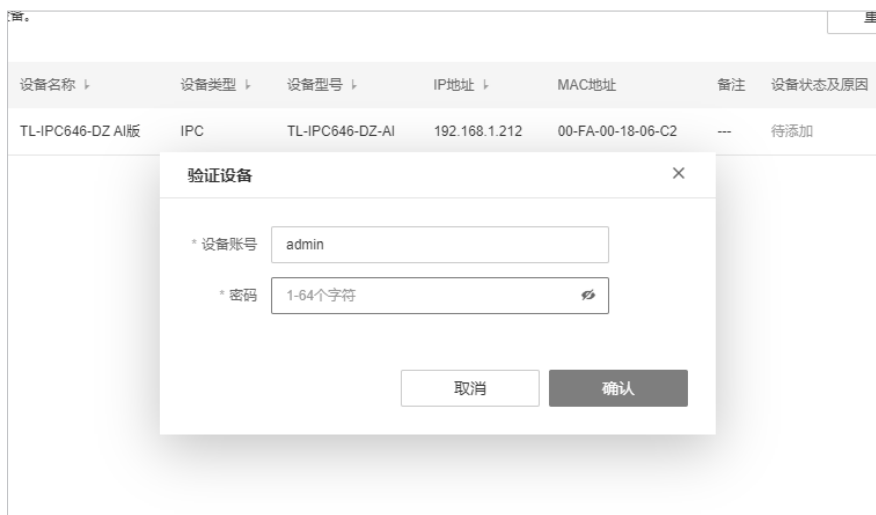 备。
重
设备名称 设备类型 设备型号 IP地址 MAC地址 备注 设备状态及原因
TL-IPC646-DZ AI版 IPC TL-IPC646-DZ-AI 192.168.1.212 00-FA-00-18-06-C2 --- 待添加
验证设备
* 设备账号 admin
* 密码 1-64个字符
取消 确认